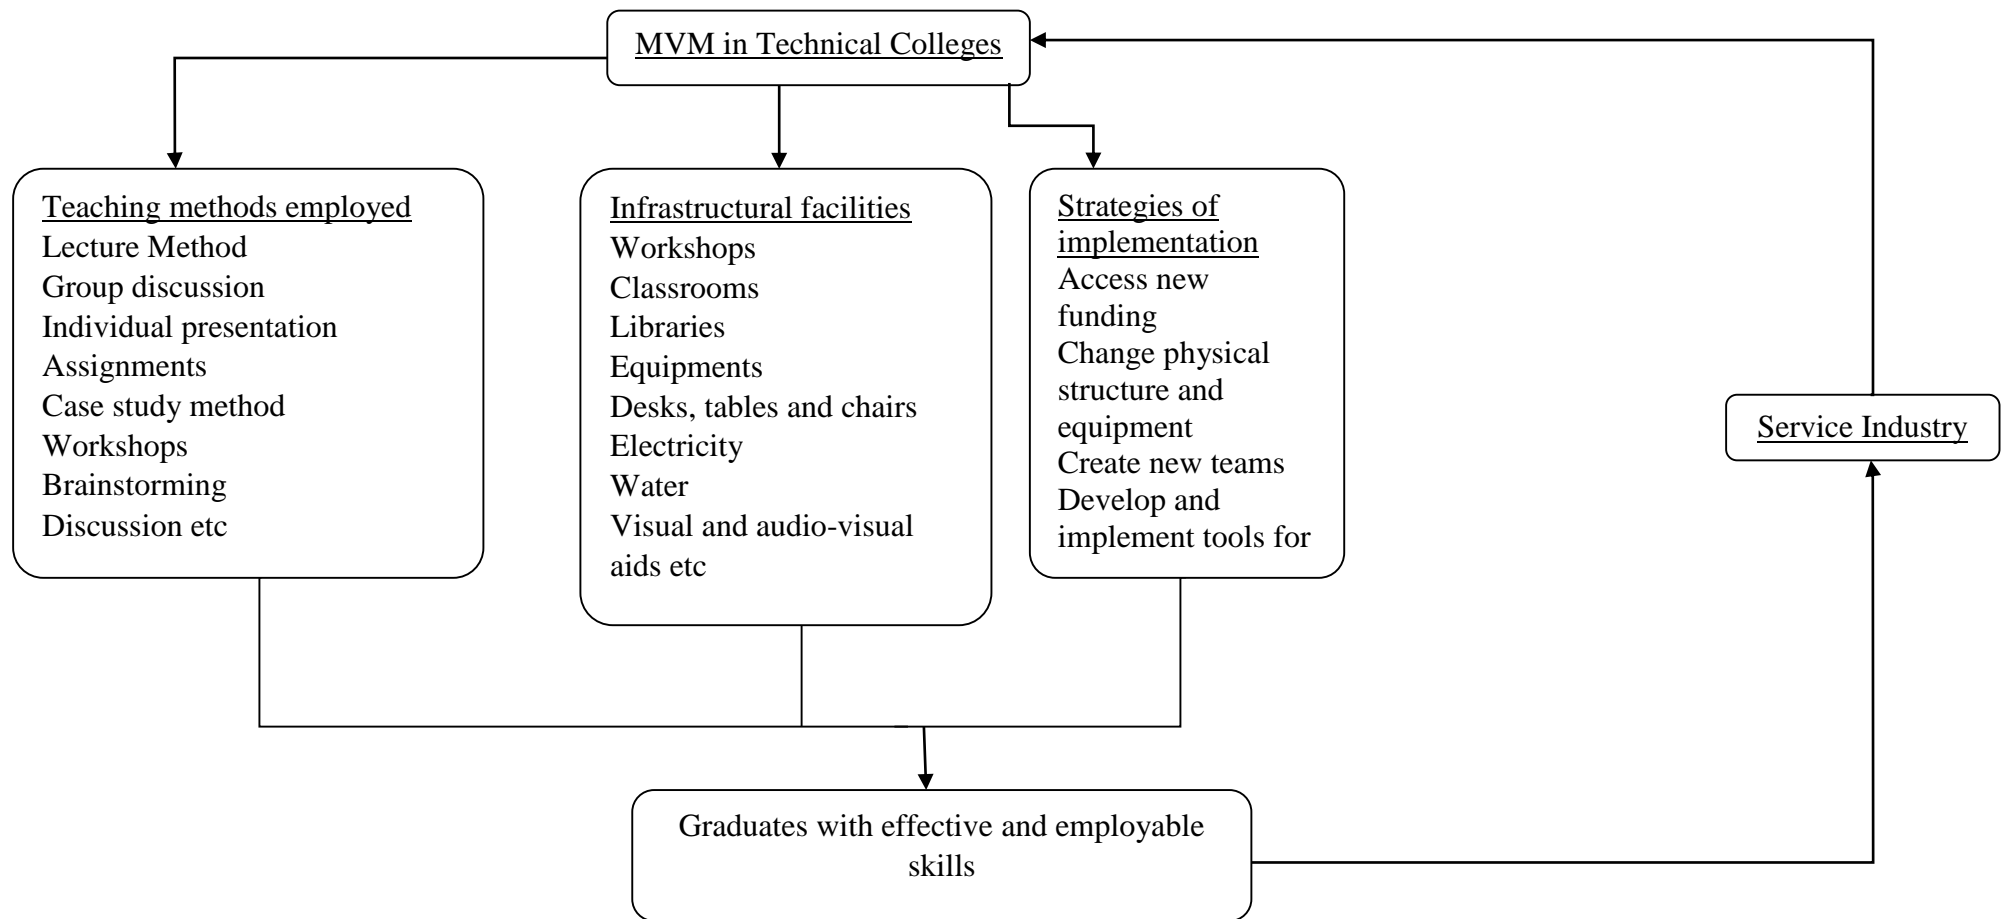 MVM in Technical Colleges
Teaching methods employed
Lecture Method
Group discussion
Individual presentation
Assignments
Case study method
Workshops
Brainstorming
Discussion etc
Infrastructural facilities
Workshops
Classrooms
Libraries
Equipments
Desks, tables and chairs
Electricity
Water
Visual and audio-visual
aids etc
Strategies of
implementation
Access new
funding
Change physical
structure and
equipment
Create new teams
Develop and
implement tools for
Service Industry
Graduates with effective and employable
skills